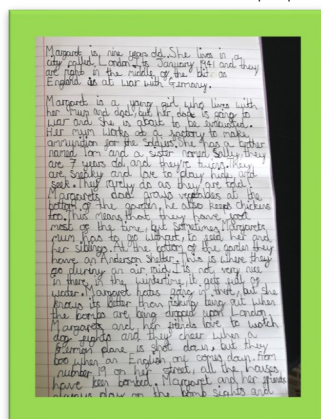 Margaret is nine years old. She lives in a
city called London. Its January 1941 and they
are right in the middle of the blitz as
England is at war with Germany.
Margaret is a young girl who lives with
her Mum and dad, but her dad is going to
war and she about to be evacuated.
Her mum works at a factory to make
ammunition for the soldiers. She has a brother
named Tom and a sister named Sally, they
are 7 years old and they're twins. They
are sneaky and love to play hide and
seek. They rarely do as they are told!
Margarets dad grows vegetables at the
bottom of the garden, he also keeps chickens
too. This means that they have food
most of the time, but sometimes, Margarets
mum has to go without, to feed her and
her siblings. At the bottom of the garden they
have an Anderson Shelter. This is where they
go during an air raid. Is not very nice
in there, in the winter, it gets full of
water. Margaret hates being in there, but she
knows its better than risking being out when
the bombs are being dropped upon London.
Margarets and her friends love to watch
dog fights and they cheer when a
German plane is shot down, but they
boo when an English one comes down. From
number 19 on her street, all the houses
have been bombed. Margaret and her friends
always play on the bomb sights and